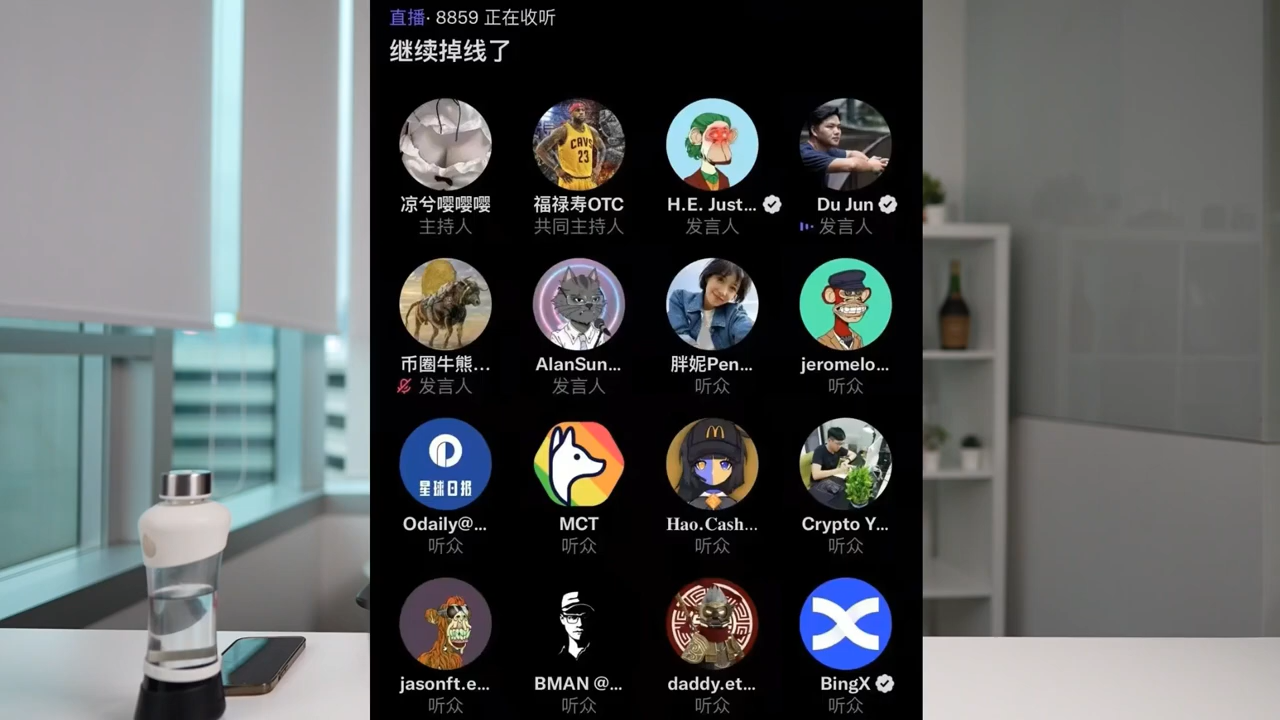 直播· 8859 正在收听
继续掉线了
凉兮嘤嘤嘤
主持人
CAVS
23
福禄寿OTC
共同主持人
H.E. Just...
发言人
Du Jun
发言人
币圈牛熊...
发言人
AlanSun...
发言人
胖妮Pen...
听众
jeromelo...
听众
星球日报
Odaily@...
听众
MCT
听众
Hao.Cash...
听众
Crypto Y...
听众
jasonft.e...
听众
BMAN @...
听众
daddy.et...
听众
BingX
听众